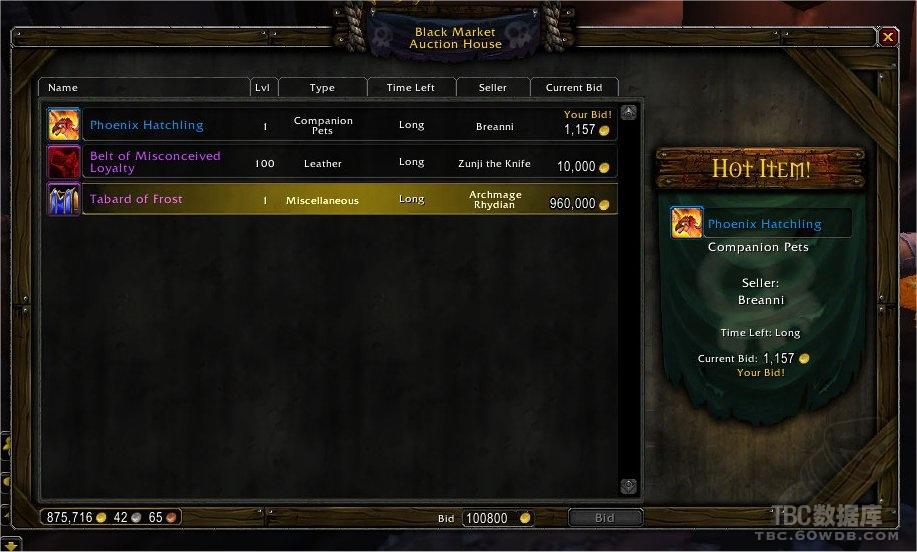 Black Market
Auction House
Name Lvl Type Time Left Seller Current Bid
Phoenix Hatchling 1 Companion Pets Long Breanni Your Bid! 1,157
Belt of Misconceived Loyalty 100 Leather Long Zunji the Knife 10,000
Tabard of Frost 1 Miscellaneous Long Archmage Rhydian 960,000
HOT ITEM!
Phoenix Hatchling
Companion Pets
Seller:
Breanni
Time Left: Long
Current Bid: 1,157
Your Bid!
875,716 42 65
Bid 100800 Bid
TBC数据库
TBC.60WDB.COM